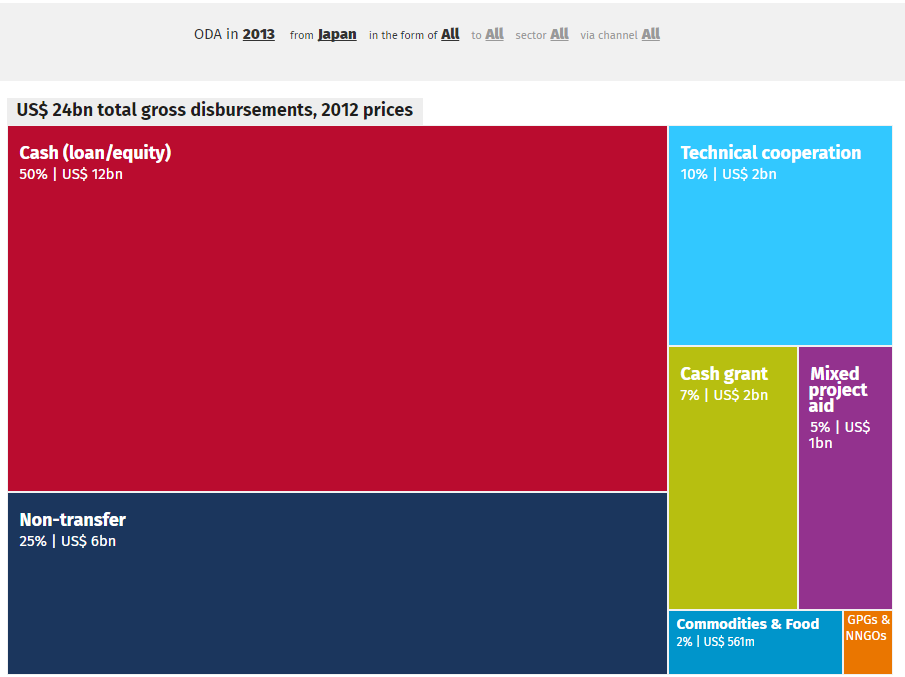 ODA in 2013 from Japan in the form of All to All sector All via channel All
US$ 24bn total gross disbursements, 2012 prices
Cash (loan/equity)
50% | US$ 12bn
Technical cooperation
10% | US$ 2bn
Cash grant
7% | US$ 2bn
Mixed
project
aid
5% | US$
1bn
Non-transfer
25% | US$ 6bn
Commodities & Food
2% | US$ 561m
GPGs &
NNGOs